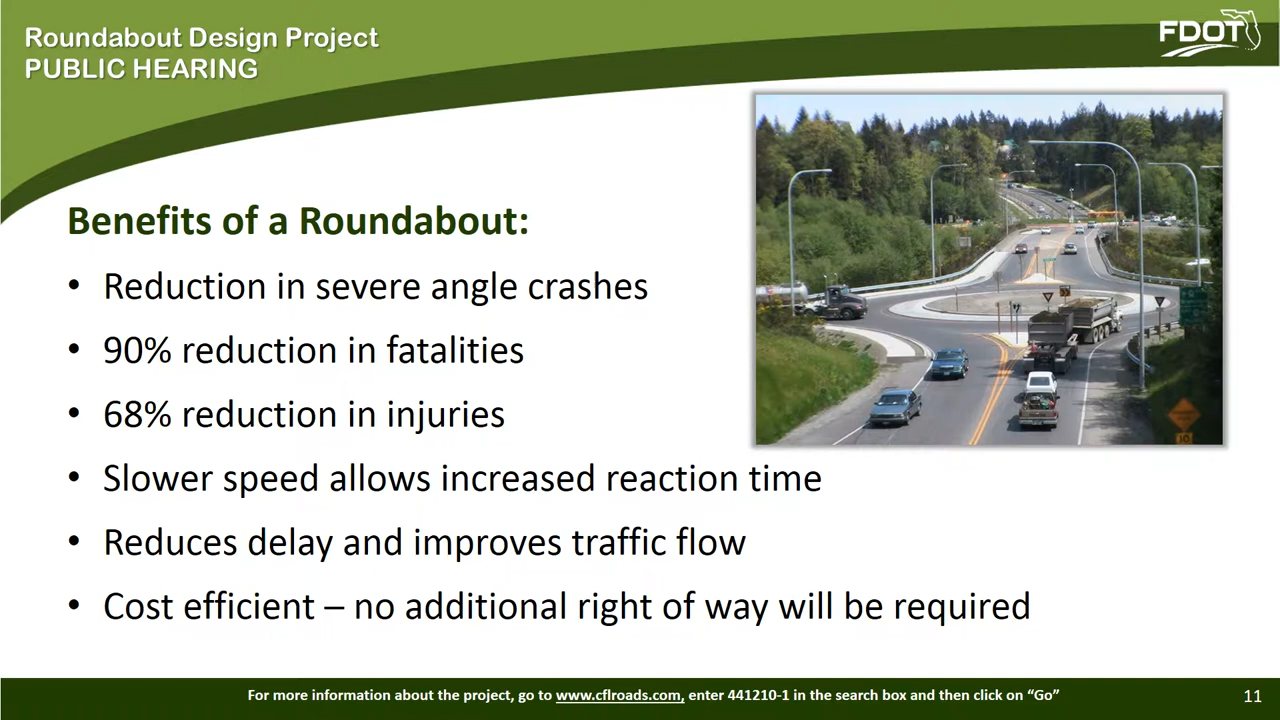 Roundabout Design Project
PUBLIC HEARING
FDOT
Benefits of a Roundabout:
• Reduction in severe angle crashes
• 90% reduction in fatalities
• 68% reduction in injuries
• Slower speed allows increased reaction time
• Reduces delay and improves traffic flow
• Cost efficient – no additional right of way will be required
For more information about the project, go to www.cflroads.com, enter 441210-1 in the search box and then click on “Go”
11